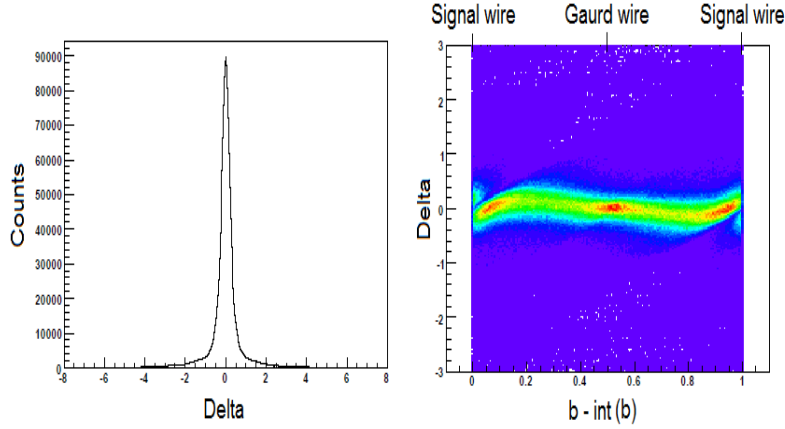 Signal wire Gaurd wire Signal wire
90000
80000
70000
60000
50000
40000
30000
20000
10000
0
Counts
-8 -6 -4 -2 0 2 4 6 8
Delta
3
2
1
0
-1
-2
-3
Delta
0 0.2 0.4 0.6 0.8 1
b - int (b)